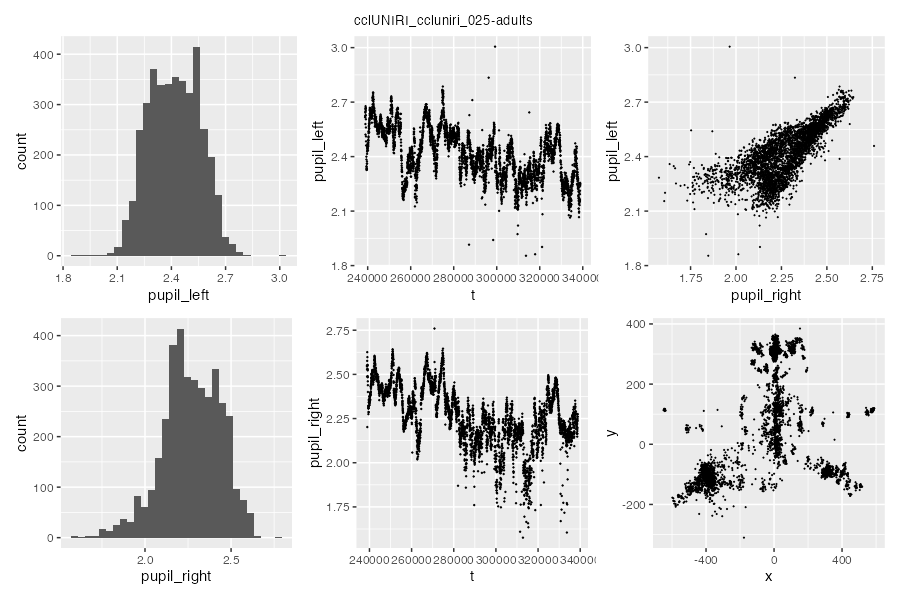 cclUNIRI_ccluniri_025-adults
400
300
200
100
0
count
1.8 2.1 2.4 2.7 3.0
pupil_left
3.0
2.7
2.4
2.1
1.8
pupil_left
240000 260000 280000 300000 320000 340000
t
3.0
2.7
2.4
2.1
1.8
pupil_left
1.75 2.00 2.25 2.50 2.75
pupil_right
400
300
200
100
0
count
2.0 2.5
pupil_right
2.75
2.50
2.25
2.00
1.75
pupil_right
240000 260000 280000 300000 320000 340000
t
400
200
0
-200
y
-400 0 400
x